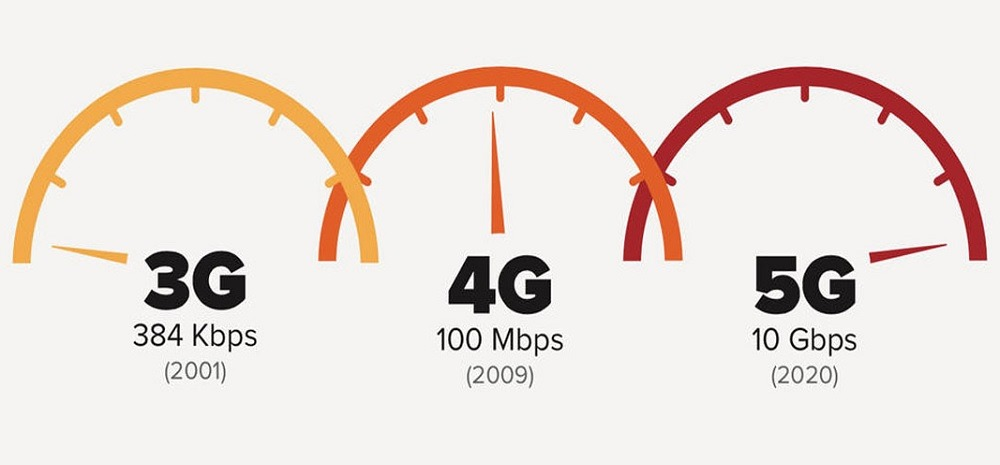 3G
384 Kbps
(2001)
4G
100 Mbps
(2009)
5G
10 Gbps
(2020)